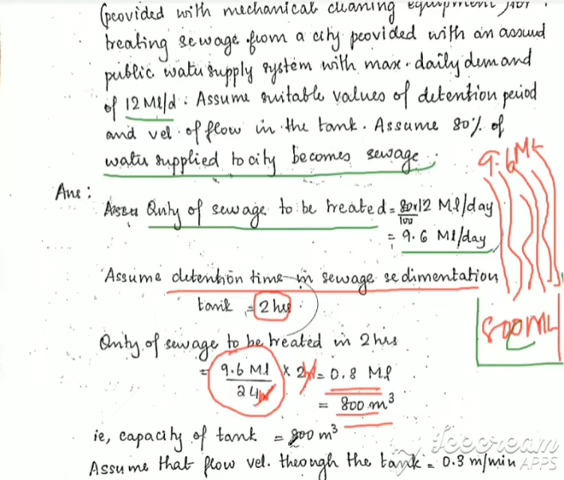 (provided with mechanical cleaning equipment) for
treating sewage from a city provided with an assured
public water supply system with max. daily demand
of 12 Ml/d. Assume suitable values of detention period
and vel. of flow in the tank. Assume 80% of
water supplied to city becomes sewage.
9.6 ML
Ans:
Qnty of sewage to be treated = 80/100 x12 Ml/day
= 9.6 Ml/day
Assume detention time in sewage sedimentation
tank = 2 hrs
800 ML
Qnty of sewage to be treated in 2 hrs
= 9.6 Ml/24 x 2 = 0.8 Ml
= 800 m³
ie, capacity of tank = 800 m³
Assume that flow vel. through the tank = 0.3 m/min
Icecream
APPS